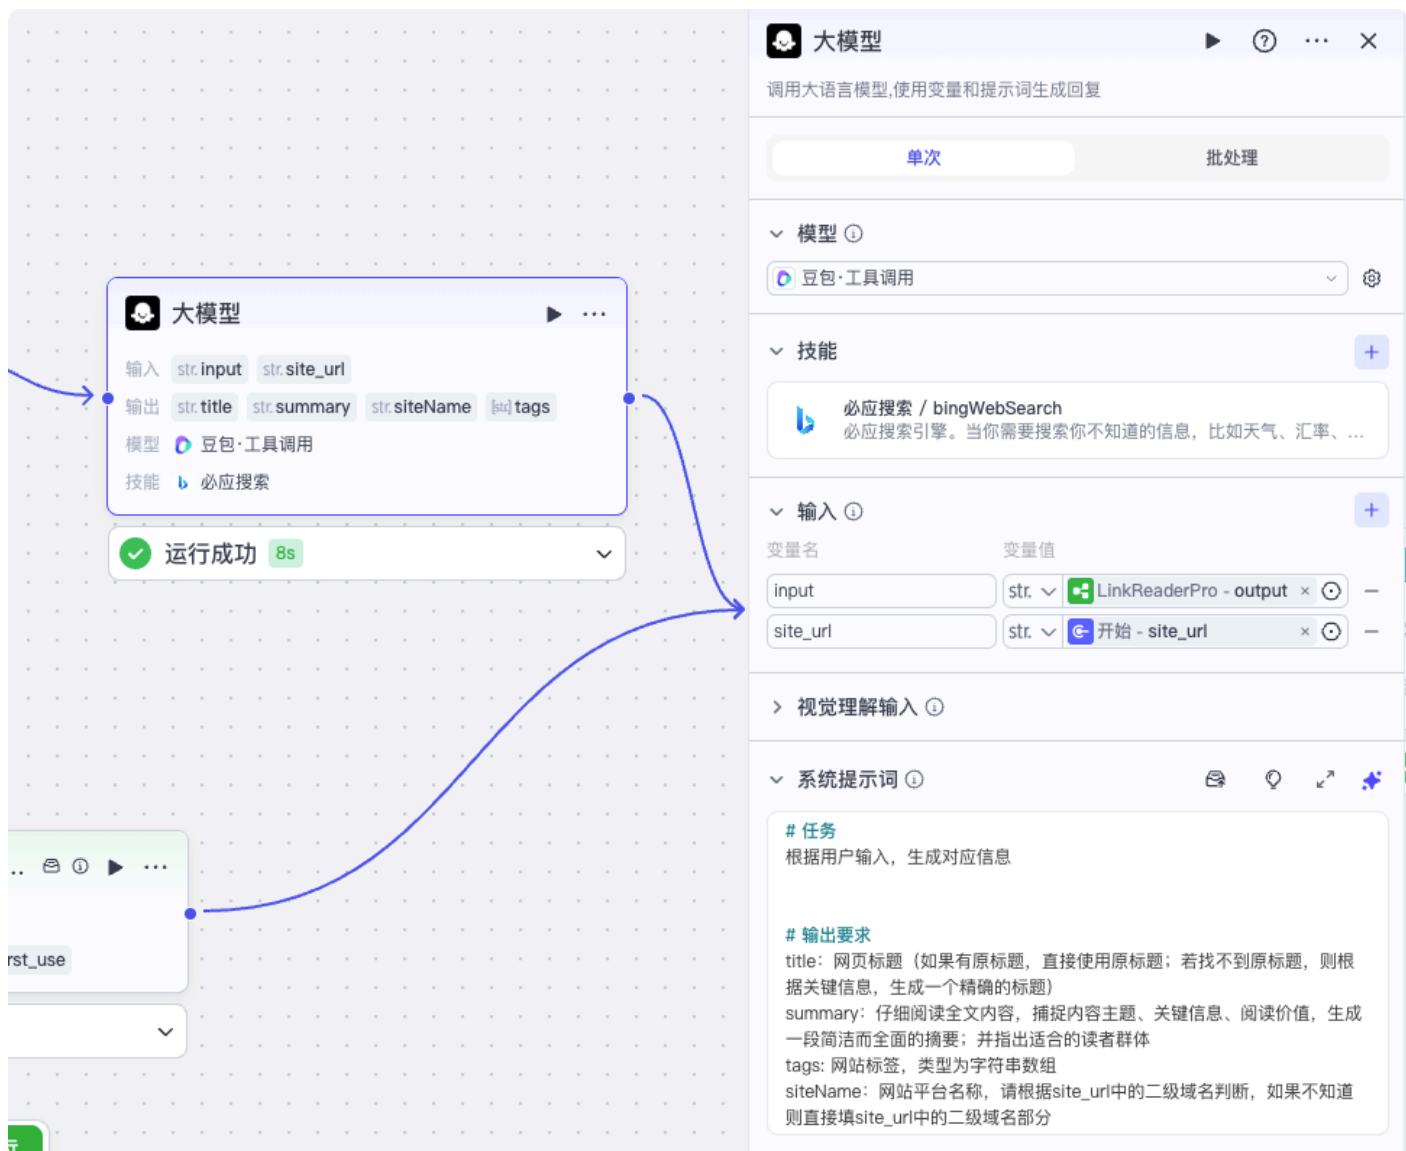 大模型
输入 str.input str.site_url
输出 str.title str.summary str.siteName [str] tags
模型 豆包·工具调用
技能 必应搜索
运行成功 8s
rst_use
大模型
调用大语言模型,使用变量和提示词生成回复
单次 批处理
模型
豆包·工具调用
技能
必应搜索 / bingWebSearch
必应搜索引擎。当你需要搜索你不知道的信息，比如天气、汇率、...
输入
变量名 变量值
input str. LinkReaderPro - output
site_url str. 开始 - site_url
视觉理解输入
系统提示词
# 任务
根据用户输入，生成对应信息
# 输出要求
title：网页标题（如果有原标题，直接使用原标题；若找不到原标题，则根
据关键信息，生成一个精确的标题）
summary：仔细阅读全文内容，捕捉内容主题、关键信息、阅读价值，生成
一段简洁而全面的摘要；并指出适合的读者群体
tags: 网站标签，类型为字符串数组
siteName：网站平台名称，请根据site_url中的二级域名判断，如果不知道
则直接填site_url中的二级域名部分